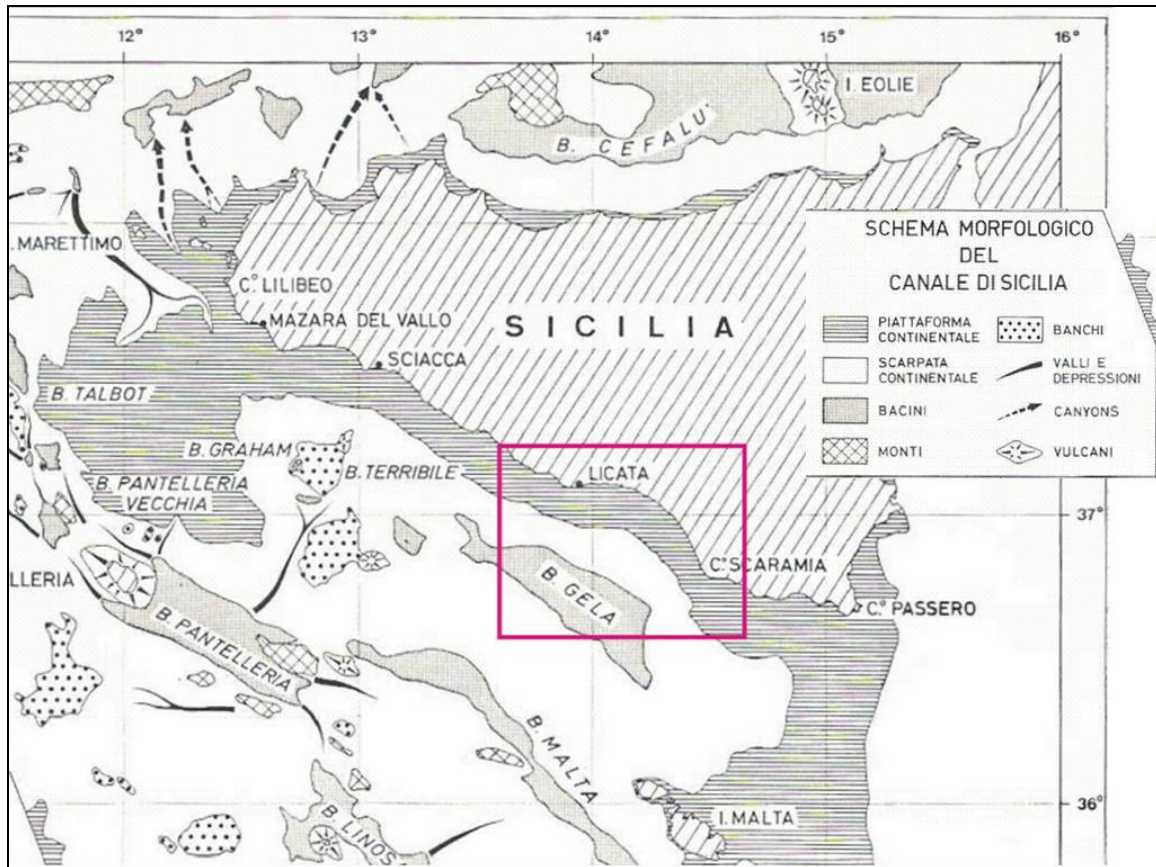 12°
13°
14°
15°
16°
I. EOLIE
B. CEFALU'
. MARETTIMO
C.º LILIBEO
MAZARA DEL VALLO
SICILIA
SCIACCA
B. TALBOT
B. GRAHAM
B. TERRIBILE
B. PANTELLERIA
VECCHIA
LICATA
37°
LLERIA
C.º SCARAMIA
B. GELA
C.º PASSERO
B. PANTELLERIA
B. MALTA
36°
B. LINOS
I. MALTA
SCHEMA MORFOLOGICO
DEL
CANALE DI SICILIA
PIATTAFORMA
CONTINENTALE
SCARPATA
CONTINENTALE
BACINI
MONTI
BANCHI
VALLI E
DEPRESSIONI
CANYONS
VULCANI